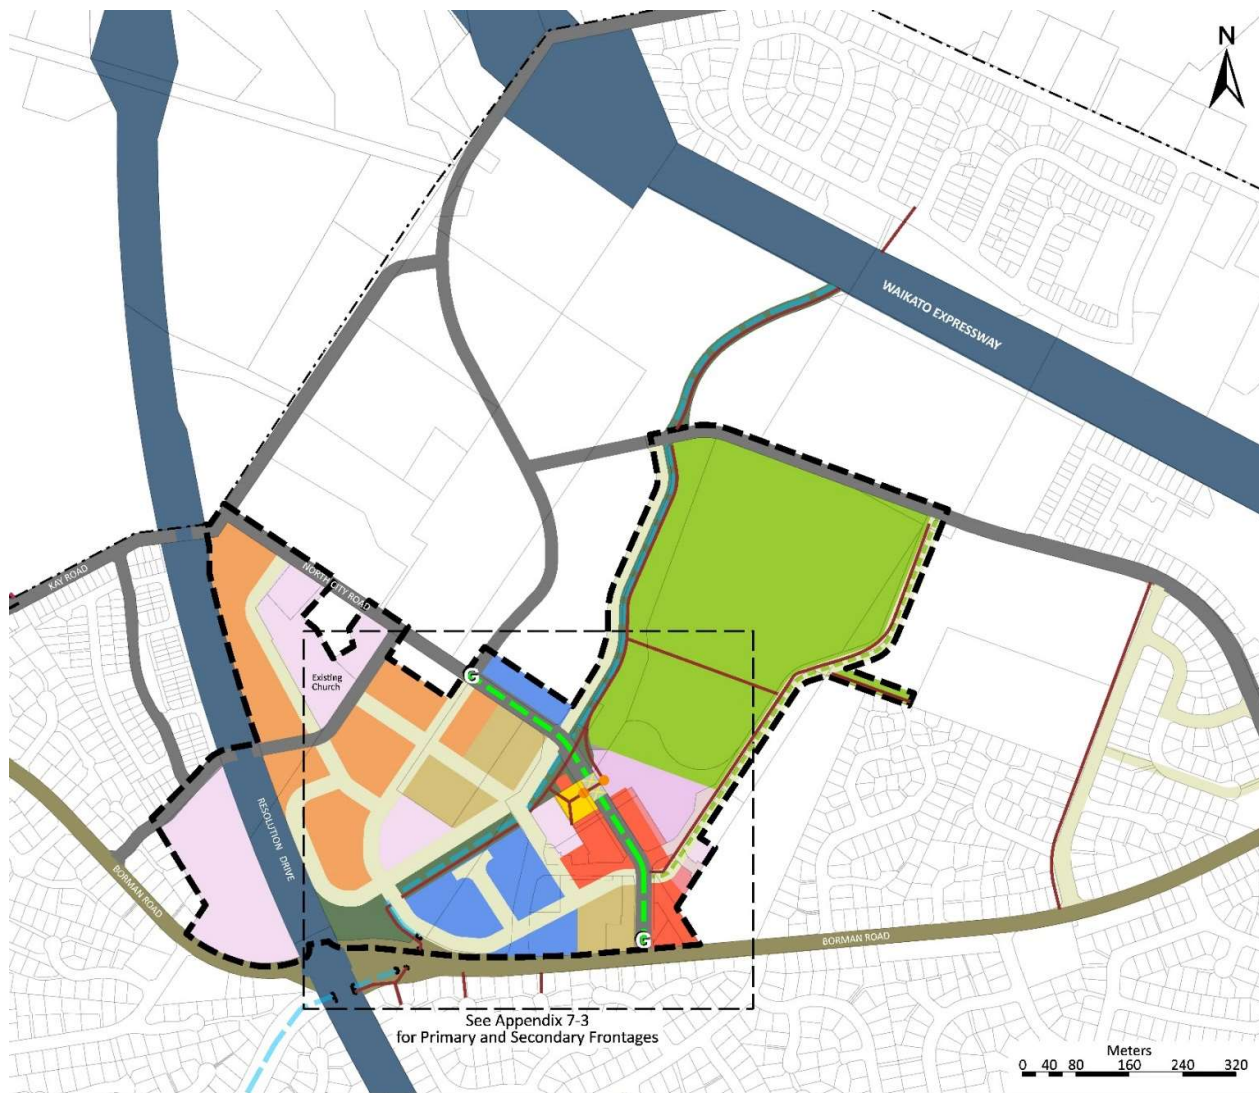 N
WAIKATO EXPRESSWAY
KAY ROAD
NORTH CITY ROAD
G
Existing
Church
RESOLUTION DRIVE
BORMAN ROAD
G
BORMAN ROAD
See Appendix 7-3
for Primary and Secondary Frontages
Meters
0 40 80 160 240 320